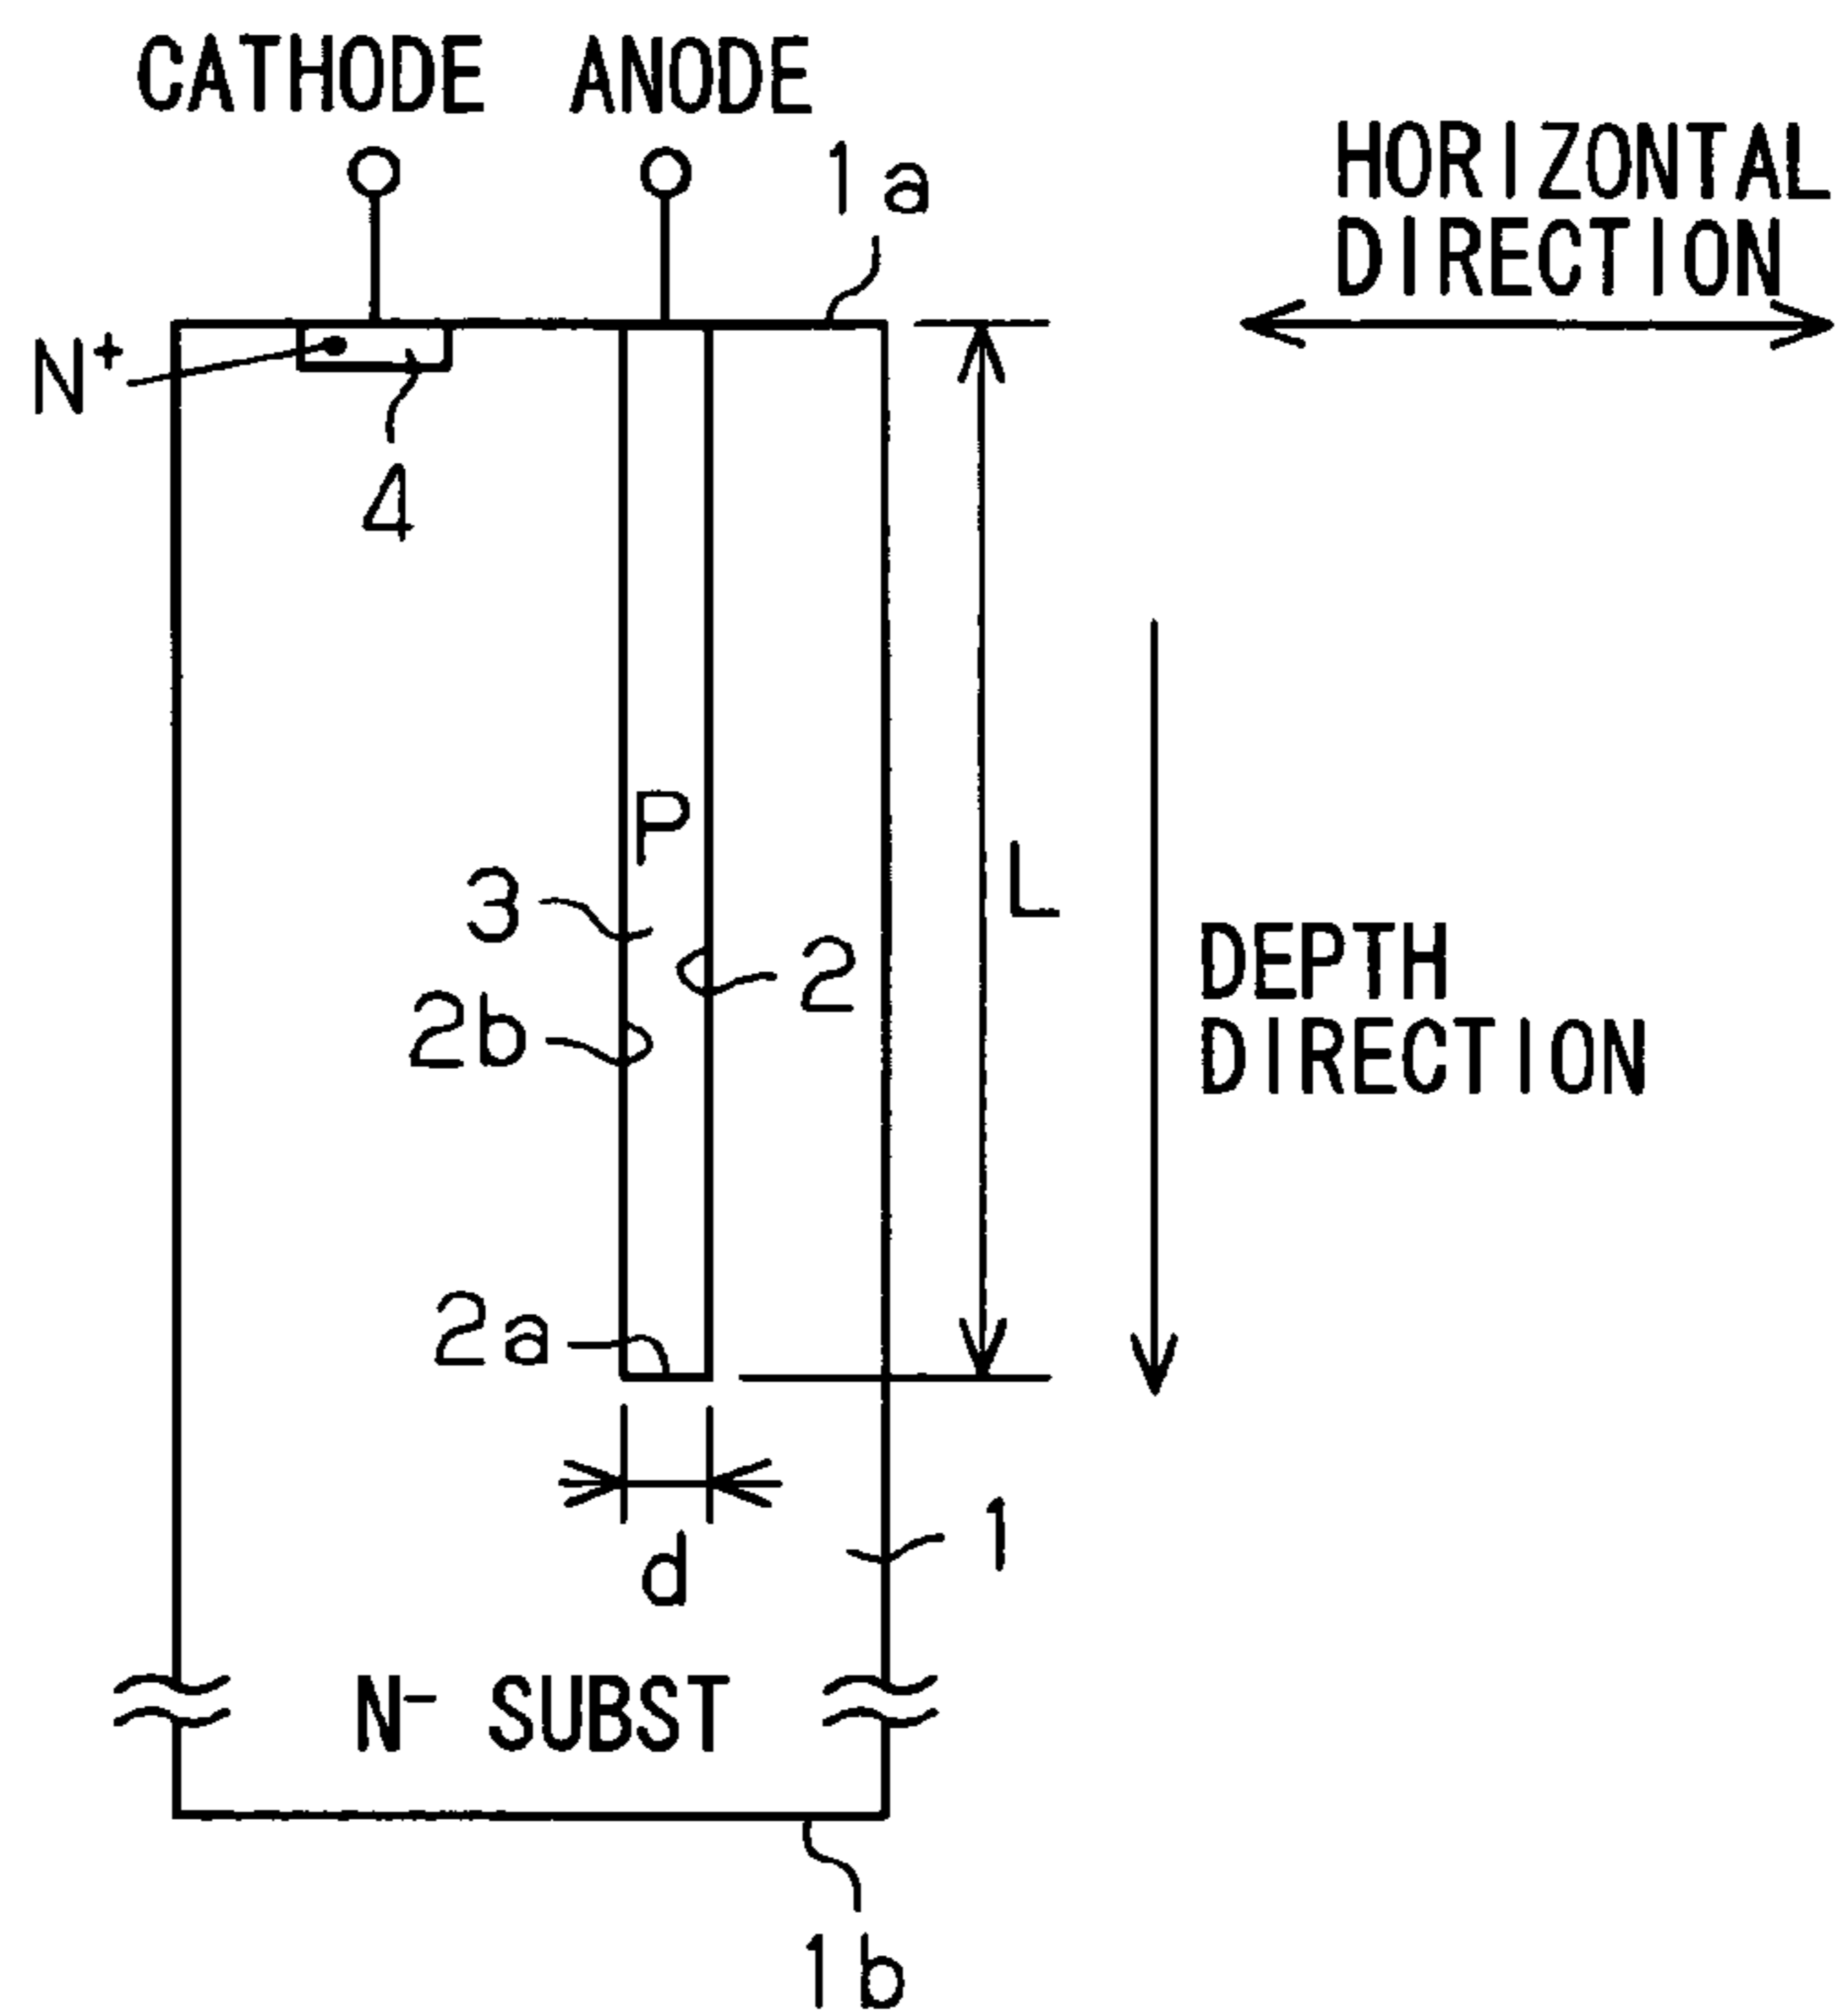 CATHODE ANODE
1a
HORIZONTAL
DIRECTION
N+
4
P
3
L
2
2b
DEPTH
DIRECTION
2a
d
1
N- SUBST
1b